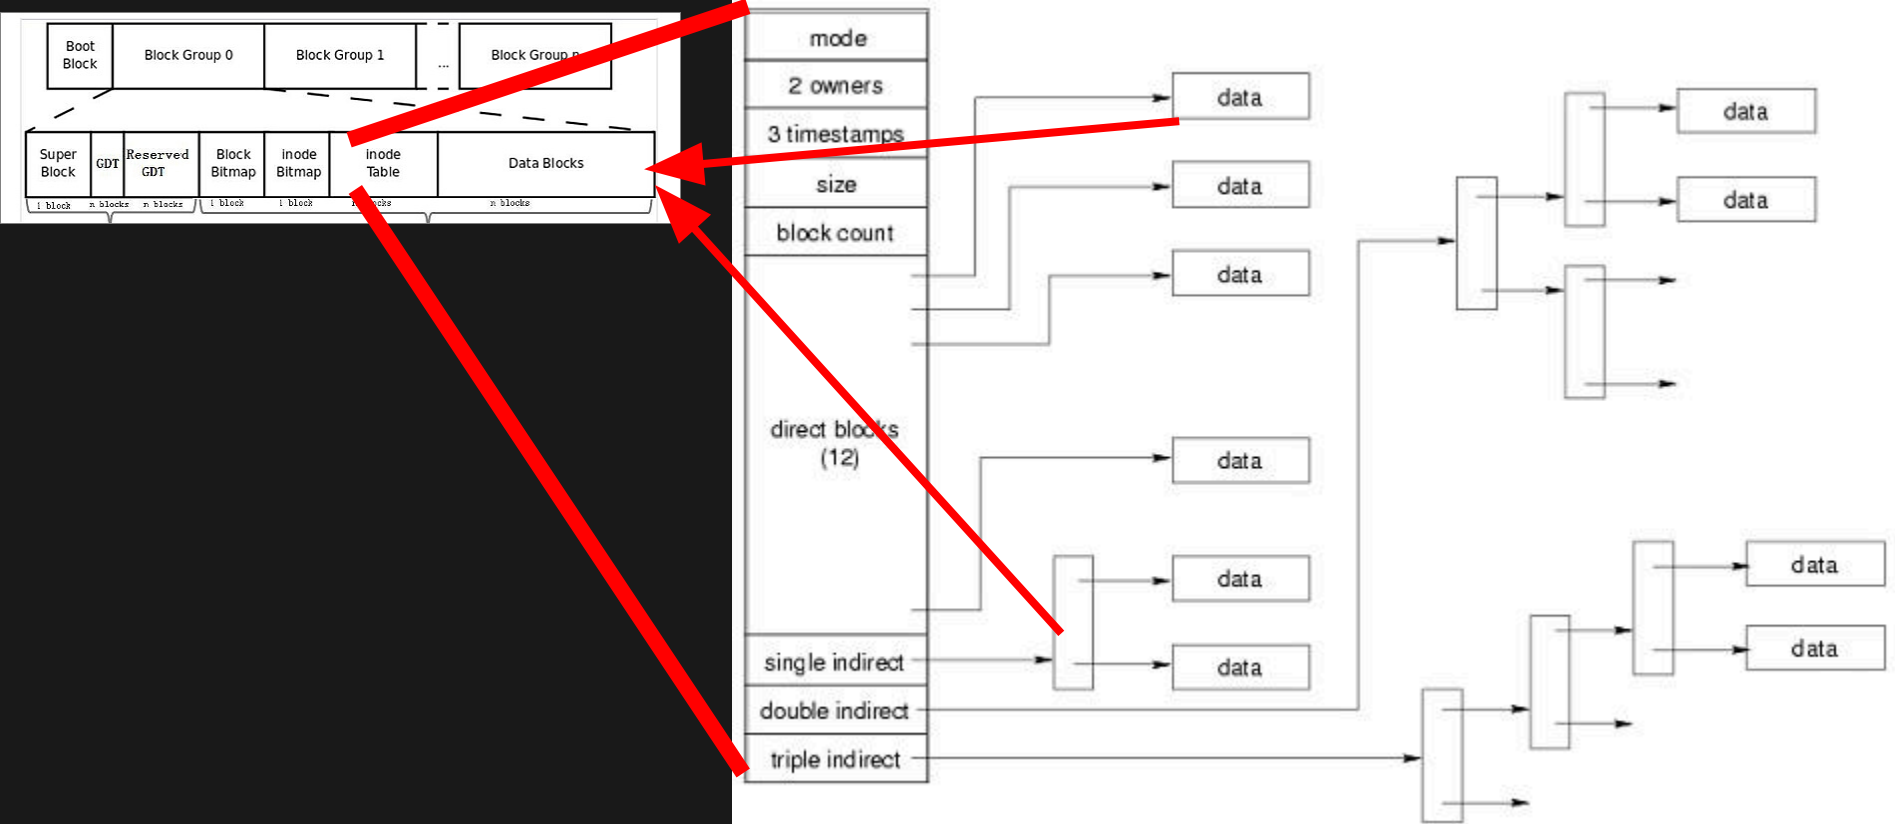 Boot
Block
Block Group 0
Block Group 1
...
Block Group n
Super
Block
GDT
Reserved
GDT
Block
Bitmap
inode
Bitmap
inode
Table
Data Blocks
1 block
n blocks
n blocks
1 block
1 block
n blocks
mode
2 owners
3 timestamps
size
block count
direct blocks
(12)
single indirect
double indirect
triple indirect
data
data
data
data
data
data
data
data
data
data